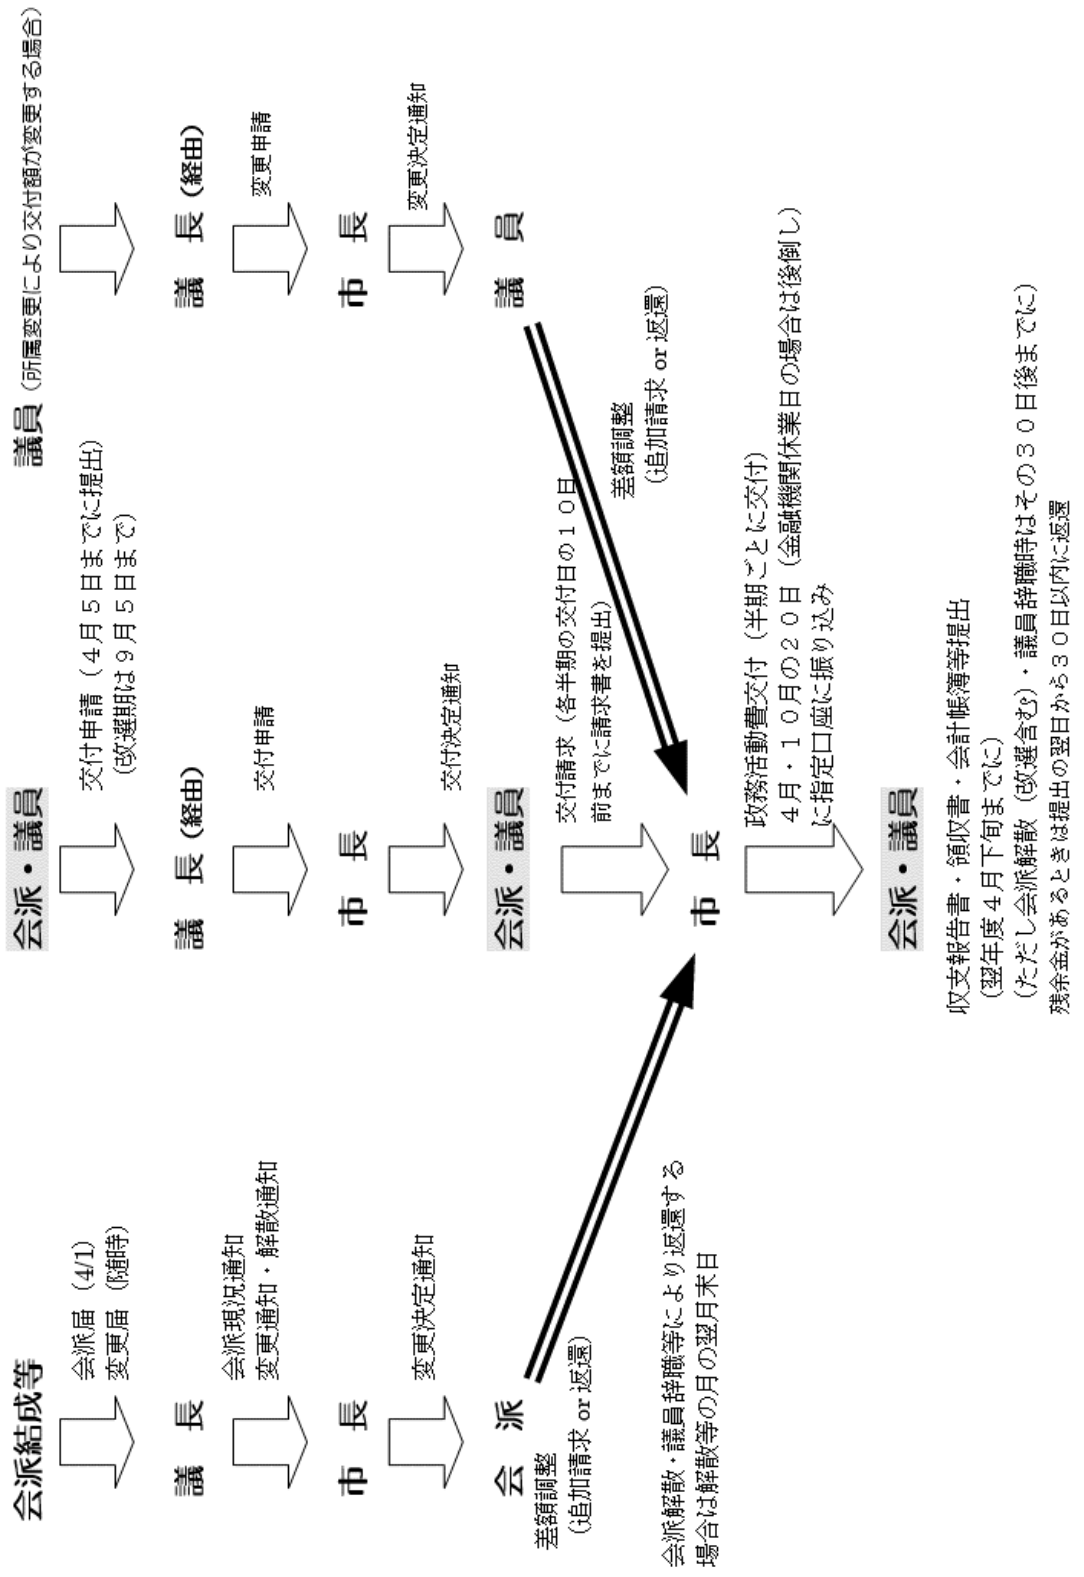 会派結成等
会派届（4/1）
変更届（随時）
議　長
会派現況通知
変更通知・解散通知
市　長
変更決定通知
会　派
差額調整
（追加請求 or 返還）
会派解散・議員辞職等により返還する
場合は解散等の月の翌月末日
会派・議員
交付申請（４月５日までに提出）
（改選期は９月５日まで）
議　長（経由）
交付申請
市　長
交付決定通知
会派・議員
交付請求（各半期の交付日の１０日
前までに請求書を提出）
市　長
政務活動費交付（半期ごとに交付）
４月・１０月の２０日（金融機関休業日の場合は後倒し）
に指定口座に振り込み
会派・議員
収支報告書・領収書・会計帳簿等提出
（翌年度４月下旬までに）
（ただし会派解散（改選含む）・議員辞職時はその３０日後までに）
残余金があるときは提出の翌日から３０日以内に返還
議員（所属変更により交付額が変更する場合）
議　長（経由）
変更申請
市　長
変更決定通知
議　員
差額調整
（追加請求 or 返還）